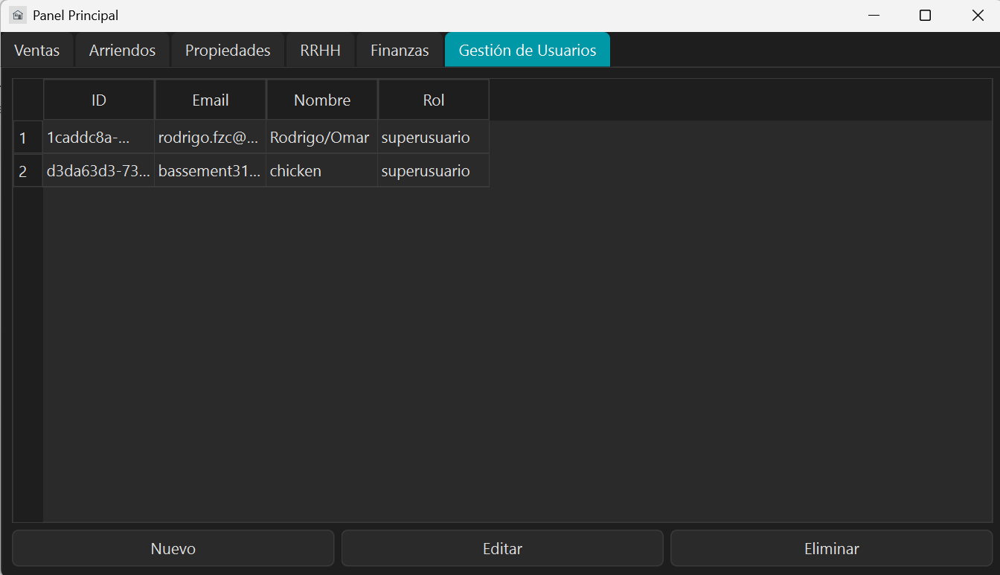 Panel Principal
Ventas Arriendos Propiedades RRHH Finanzas Gestión de Usuarios
ID Email Nombre Rol
1 1caddc8a-... rodrigo.fzc@... Rodrigo/Omar superusuario
2 d3da63d3-73... bassement31... chicken superusuario
Nuevo Editar Eliminar